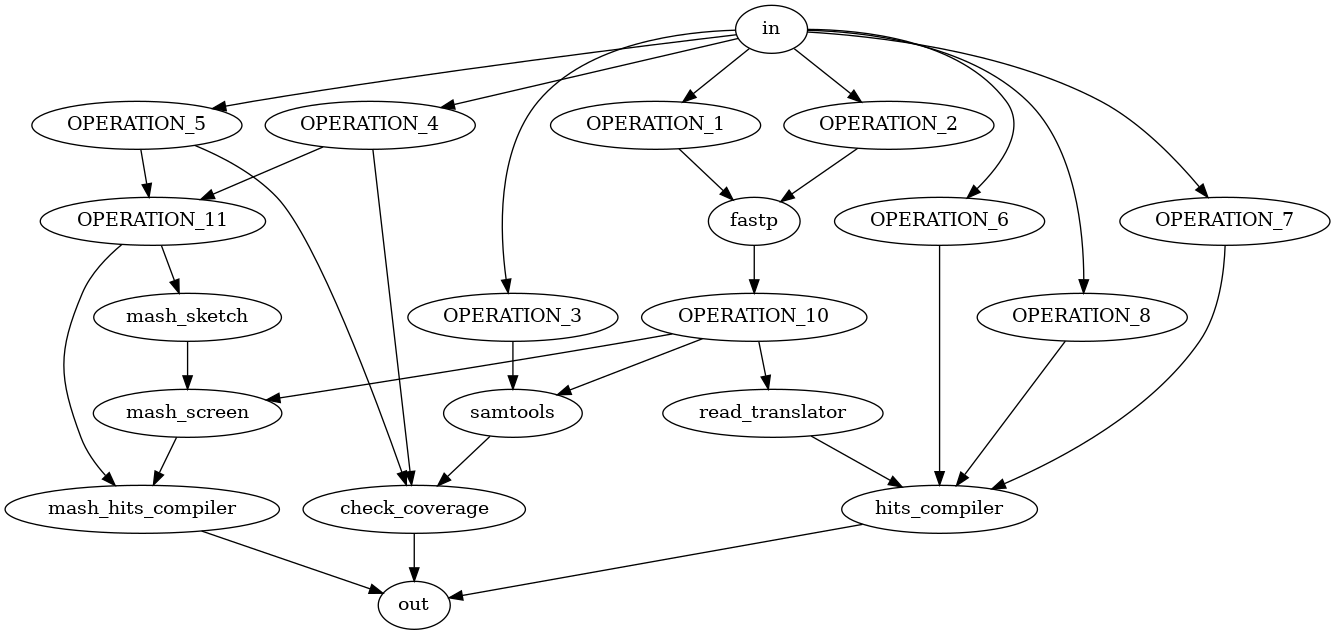 in
OPERATION_5
OPERATION_4
OPERATION_1
OPERATION_2
OPERATION_11
fastp
OPERATION_6
OPERATION_7
mash_sketch
OPERATION_3
OPERATION_10
OPERATION_8
mash_screen
samtools
read_translator
mash_hits_compiler
check_coverage
hits_compiler
out